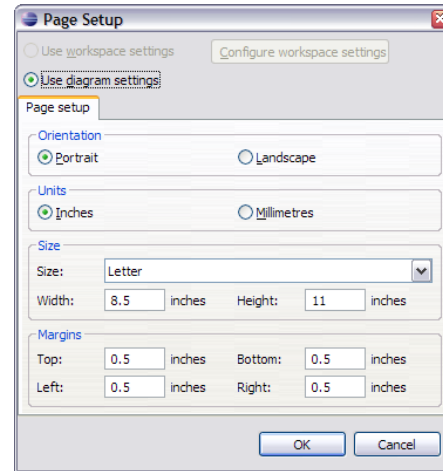 Page Setup
Use workspace settings Configure workspace settings
Use diagram settings
Page setup
Orientation
Portrait Landscape
Units
Inches Millimetres
Size
Size: Letter
Width: 8.5 inches Height: 11 inches
Margins
Top: 0.5 inches Bottom: 0.5 inches
Left: 0.5 inches Right: 0.5 inches
OK Cancel